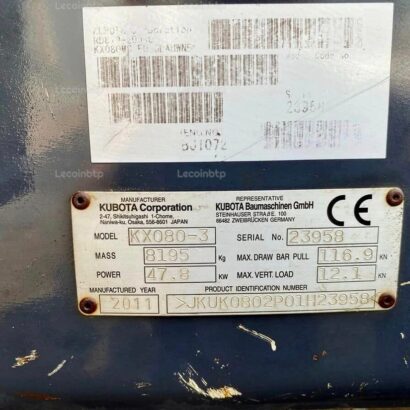 Lecoinbtp
Lecoinbtp
BJ1072
Lecoinbtp
MANUFACTURER
KUBOTA Corporation
2-47, Shikitsuhigashi 1-Chome,
Naniwa-ku, Osaka, 556-8601 JAPAN
REPRESENTATIVE
KUBOTA Baumaschinen GmbH
STEINHAUSER STRAßE, 100
66482 ZWEIBRÜCKEN GERMANY
CE
MODEL KX080-3
SERIAL No. 23958
MASS 8195 Kg
MAX. DRAW BAR PULL 116.9 KN
POWER 47.8 KW
MAX. VERT. LOAD 12.1 KN
MANUFACTURED YEAR
2011
PRODUCT IDENTIFICATION NUMBER
>JKUK0802P01H23958<